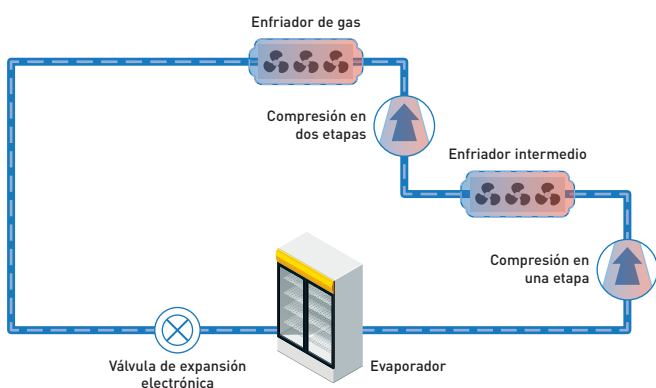 Enfriador de gas
Compresión en
dos etapas
Enfriador intermedio
Compresión en
una etapa
Válvula de expansión
electrónica
Evaporador